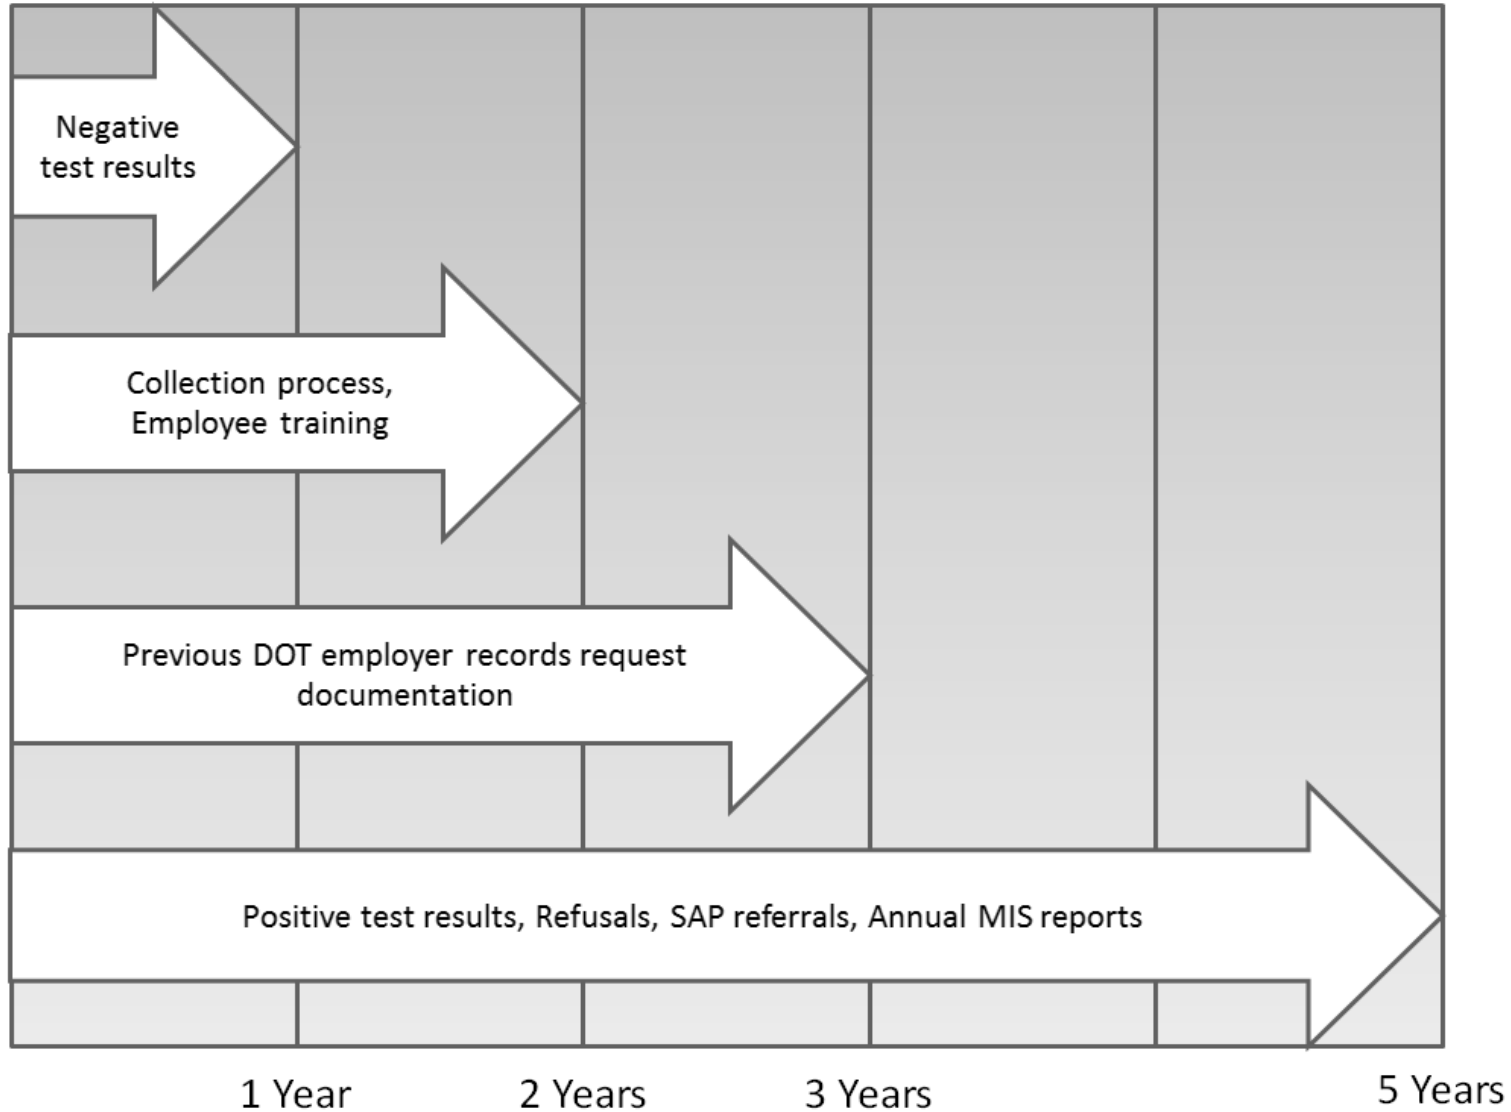 Negative
test results
Collection process,
Employee training
Previous DOT employer records request
documentation
Positive test results, Refusals, SAP referrals, Annual MIS reports
1 Year
2 Years
3 Years
5 Years